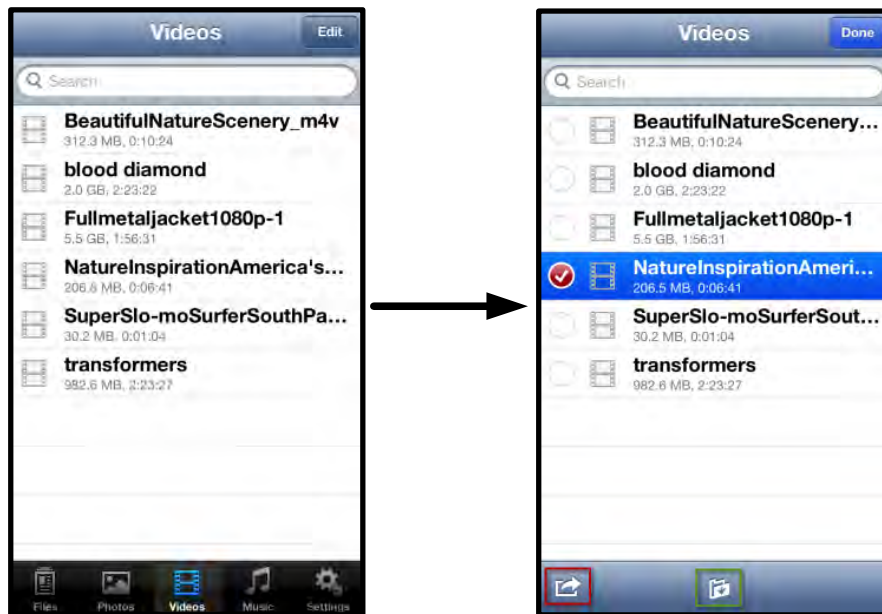 Videos
Edit
Search
BeautifulNatureScenery_m4v
312.3 MB, 0:10:24
blood diamond
2.0 GB, 2:23:22
Fullmetaljacket1080p-1
5.5 GB, 1:56:31
NatureInspirationAmerica's...
206.5 MB, 0:06:41
SuperSlo-moSurferSouthPa...
30.2 MB, 0:01:04
transformers
982.6 MB, 2:23:27
Files
Photos
Videos
Music
Settings
Videos
Done
Search
BeautifulNatureScenery...
312.3 MB, 0:10:24
blood diamond
2.0 GB, 2:23:22
Fullmetaljacket1080p-1
5.5 GB, 1:56:31
NatureInspirationAmeri...
206.5 MB, 0:06:41
SuperSlo-moSurferSout...
30.2 MB, 0:01:04
transformers
982.6 MB, 2:23:27